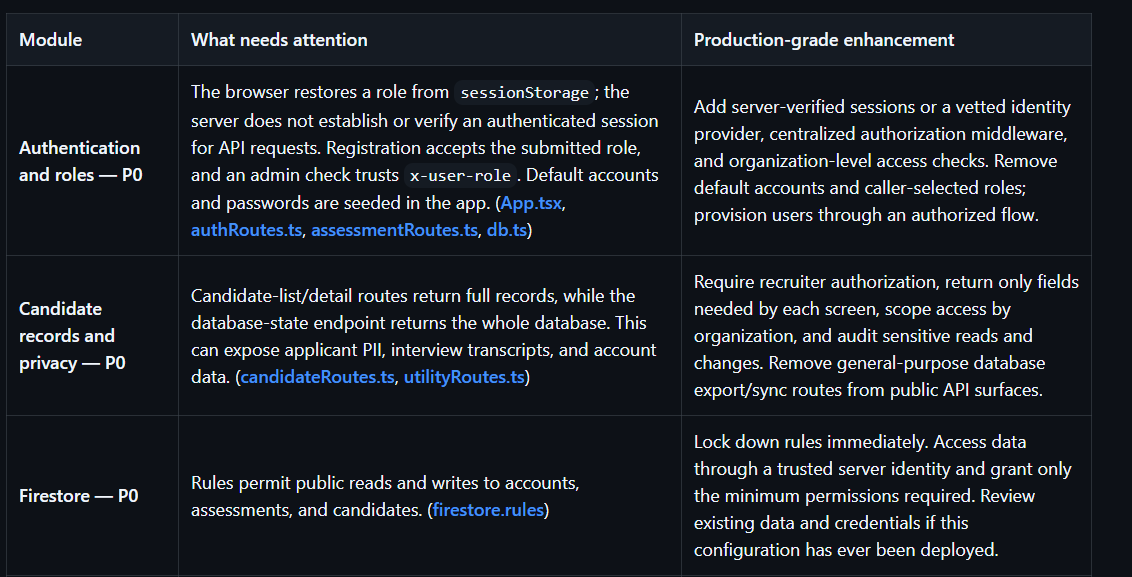 Module
What needs attention
Production-grade enhancement
Authentication
and roles — P0
The browser restores a role from sessionStorage; the
server does not establish or verify an authenticated session
for API requests. Registration accepts the submitted role,
and an admin check trusts x-user-role. Default accounts
and passwords are seeded in the app. (App.tsx,
authRoutes.ts, assessmentRoutes.ts, db.ts)
Add server-verified sessions or a vetted identity
provider, centralized authorization middleware,
and organization-level access checks. Remove
default accounts and caller-selected roles;
provision users through an authorized flow.
Candidate
records and
privacy — P0
Candidate-list/detail routes return full records, while the
database-state endpoint returns the whole database. This
can expose applicant PII, interview transcripts, and account
data. (candidateRoutes.ts, utilityRoutes.ts)
Require recruiter authorization, return only fields
needed by each screen, scope access by
organization, and audit sensitive reads and
changes. Remove general-purpose database
export/sync routes from public API surfaces.
Firestore — P0
Rules permit public reads and writes to accounts,
assessments, and candidates. (firestore.rules)
Lock down rules immediately. Access data
through a trusted server identity and grant only
the minimum permissions required. Review
existing data and credentials if this
configuration has ever been deployed.